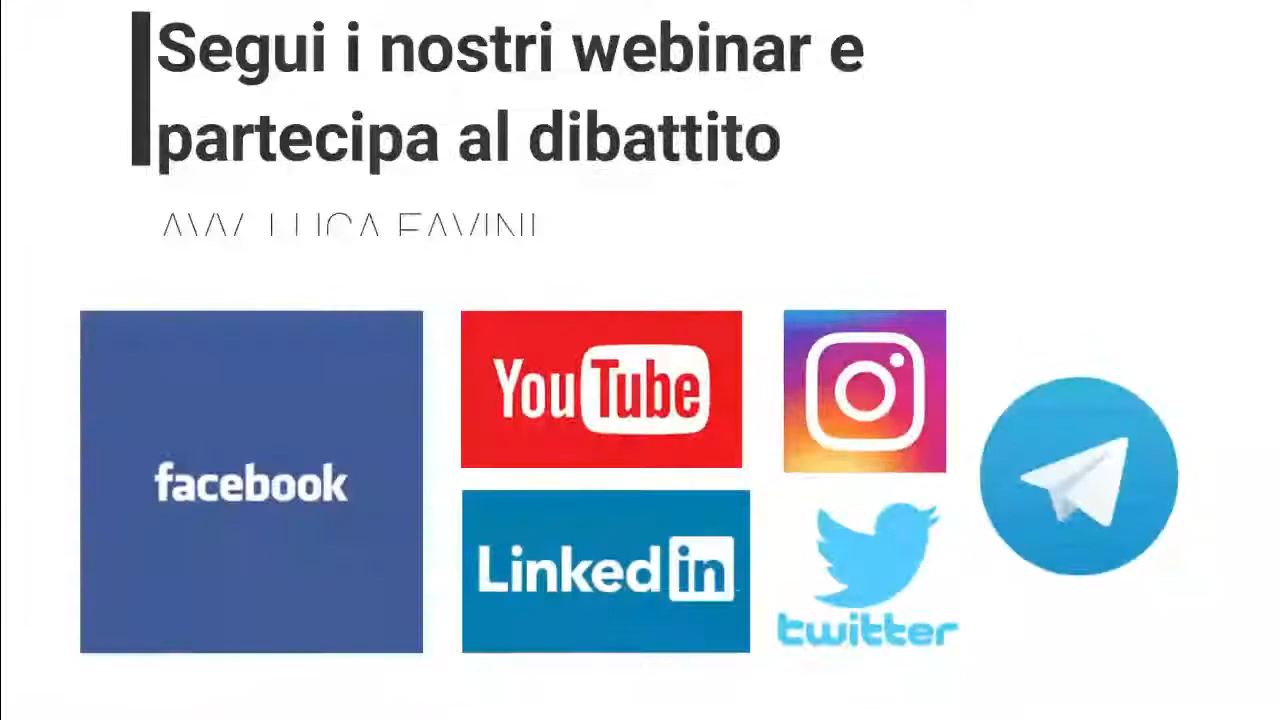 Segui i nostri webinar e
partecipa al dibattito
AVV. LUCA FAVINI
facebook
YouTube
Linkedin
twitter